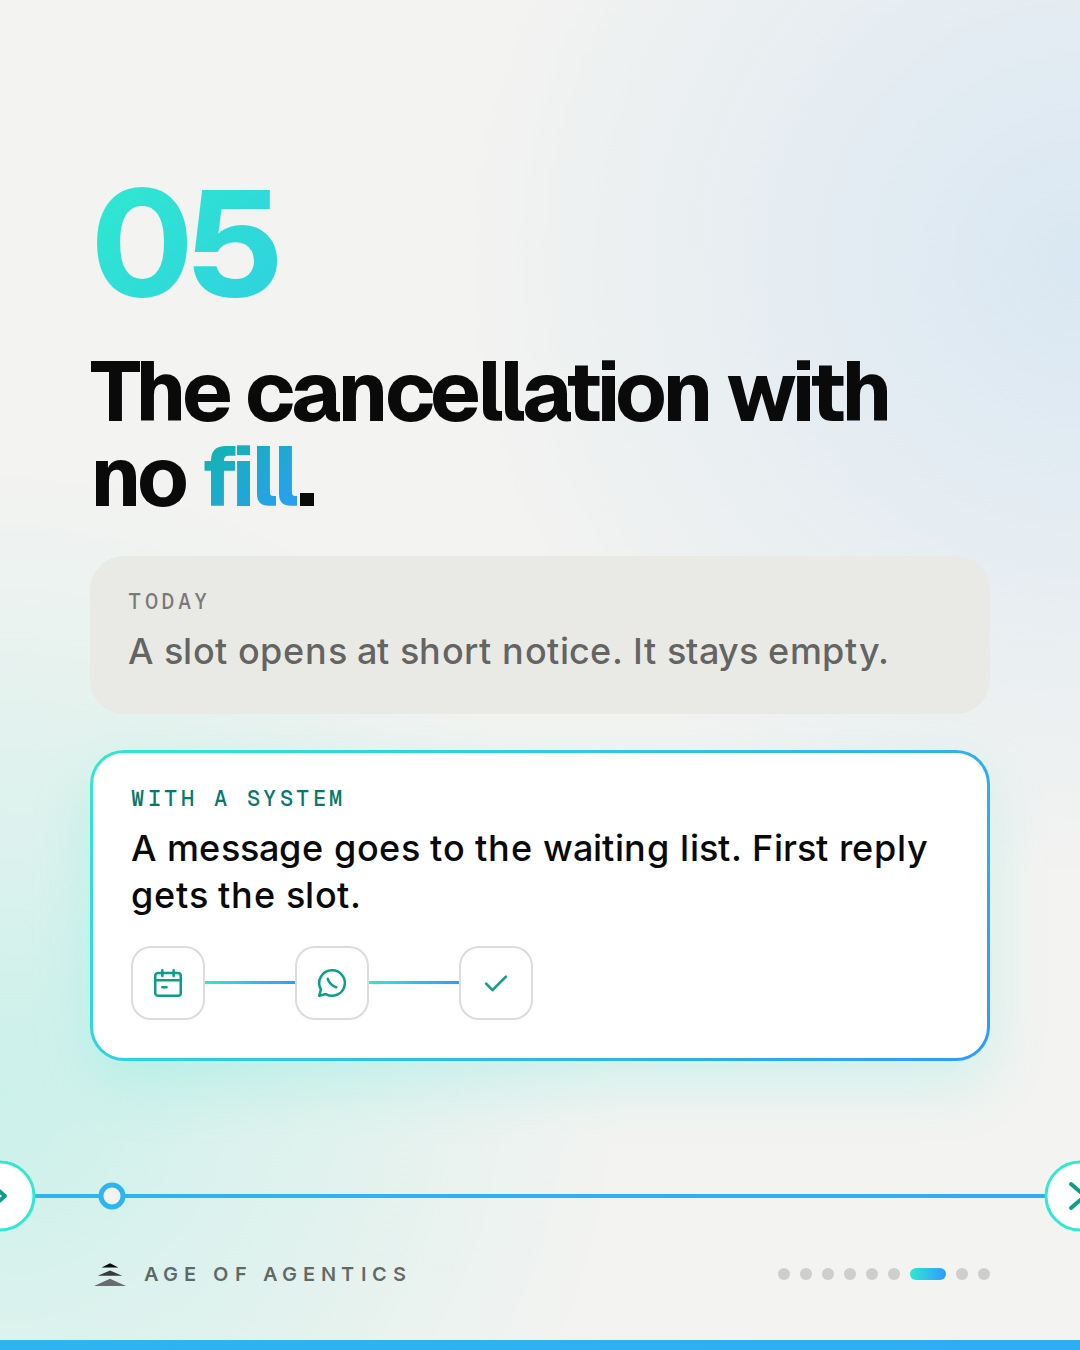 05
The cancellation with
no fill.
TODAY
A slot opens at short notice. It stays empty.
WITH A SYSTEM
A message goes to the waiting list. First reply
gets the slot.
AGE OF AGENTICS